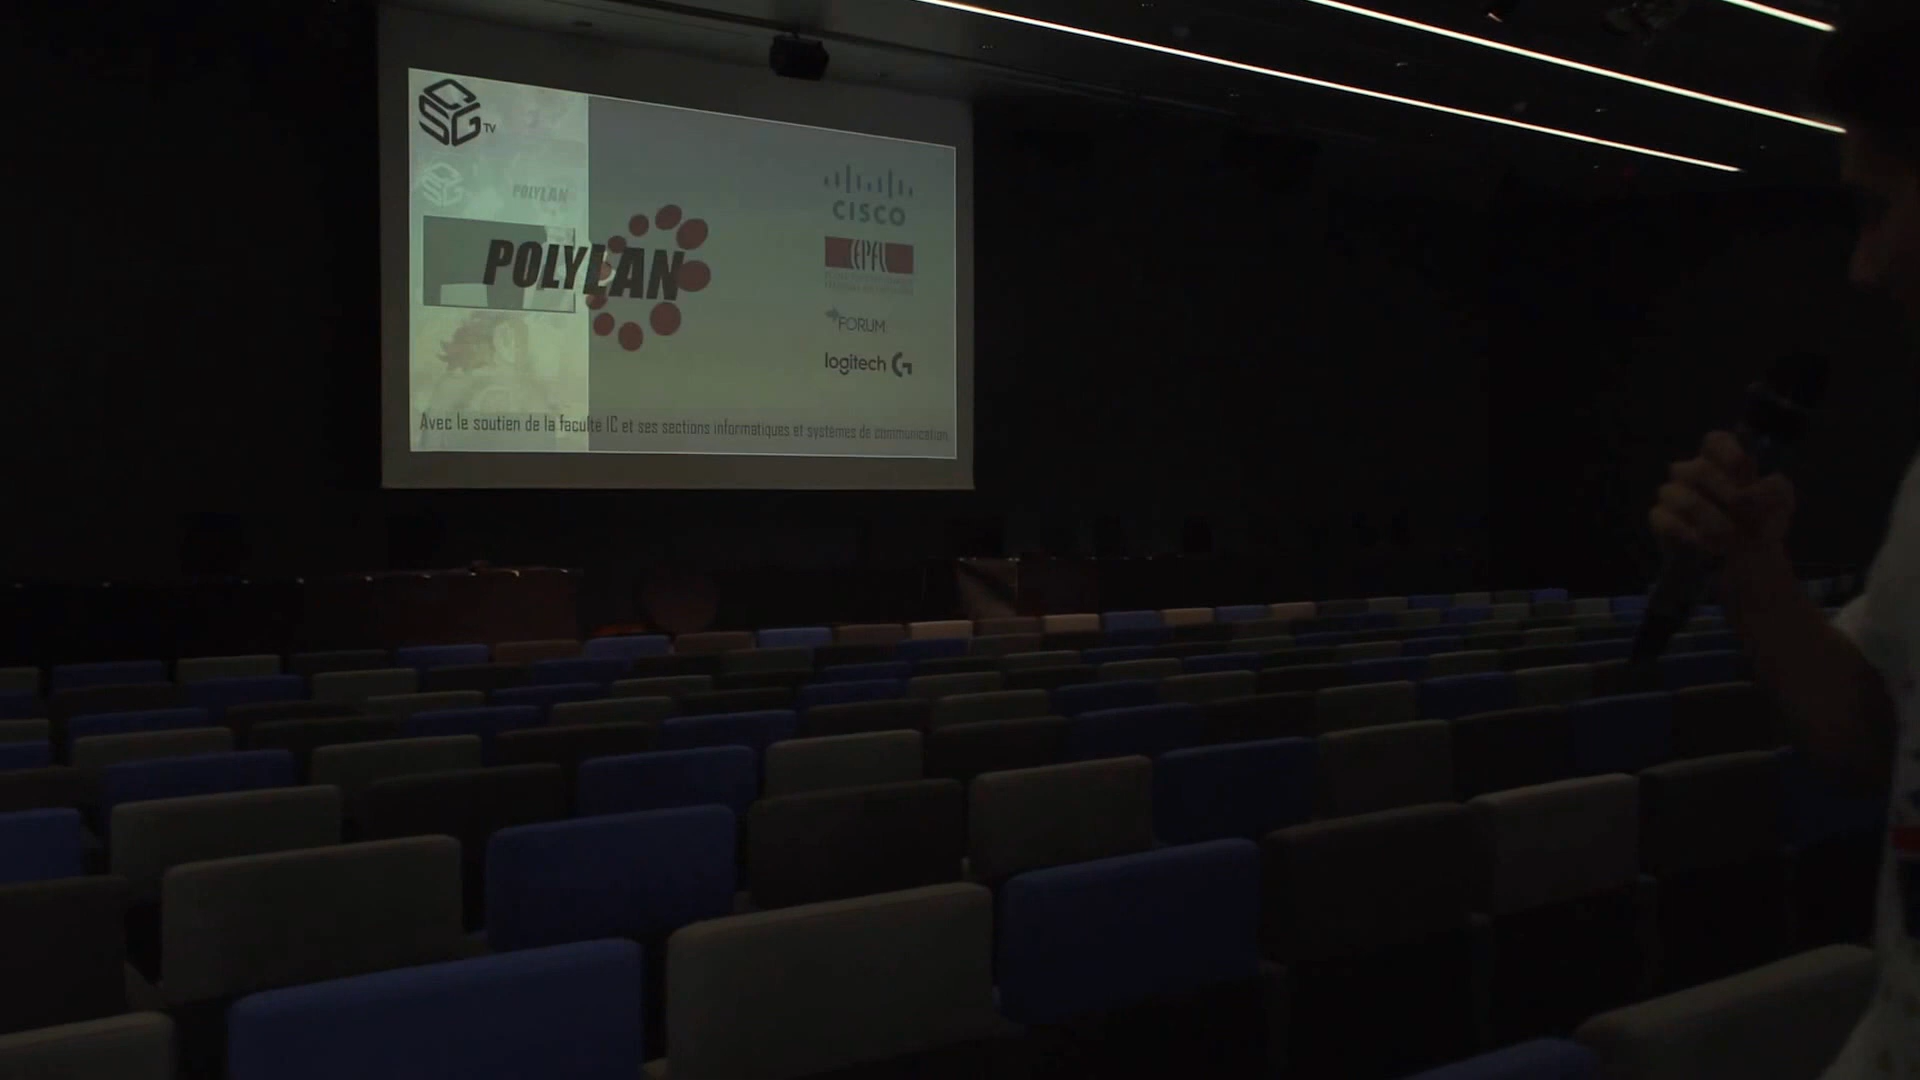 CSG TV
POLYLAN
POLYLAN
CISCO
EPFL
FORUM
logitech G
Avec le soutien de la faculté IC et ses sections informatiques et systèmes de communication